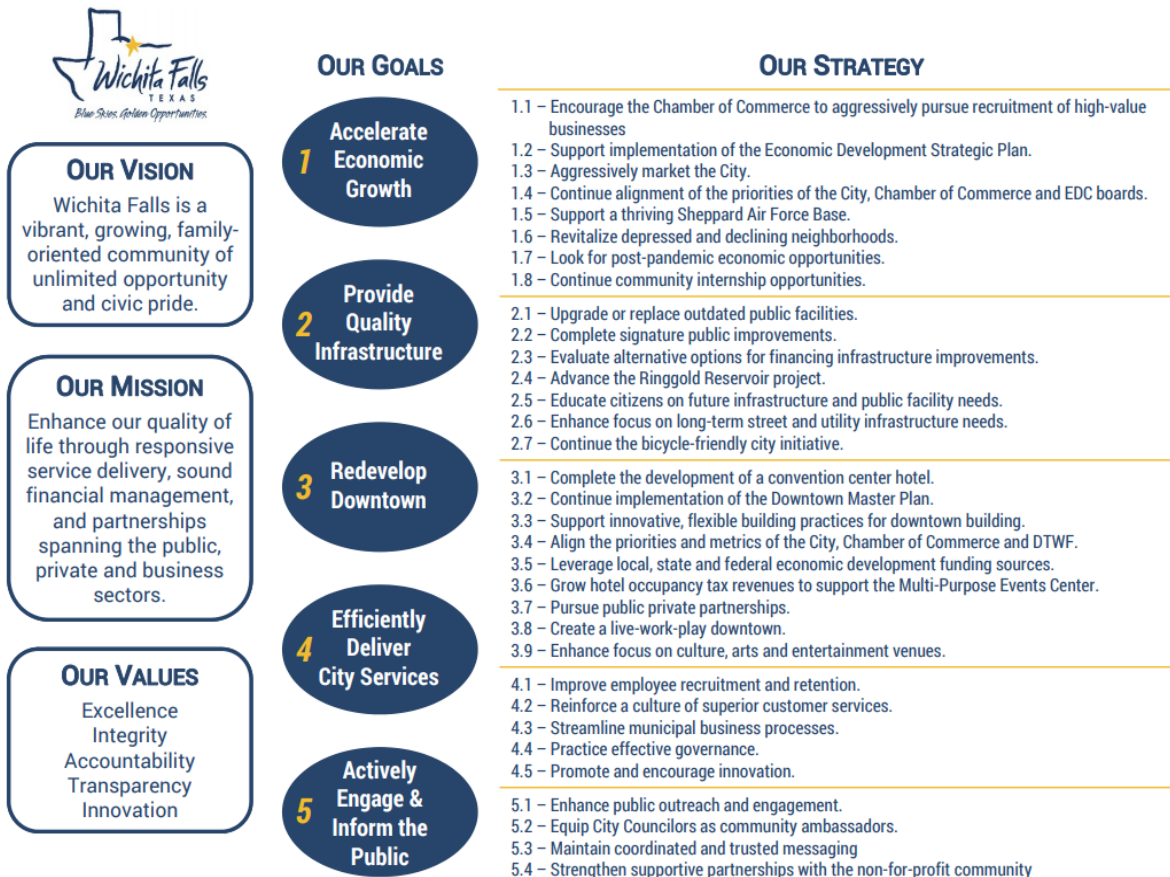 Wichita Falls
TEXAS
Blue Skies. Golden Opportunities.
OUR VISION
Wichita Falls is a
vibrant, growing, family-
oriented community of
unlimited opportunity
and civic pride.
OUR MISSION
Enhance our quality of
life through responsive
service delivery, sound
financial management,
and partnerships
spanning the public,
private and business
sectors.
OUR VALUES
Excellence
Integrity
Accountability
Transparency
Innovation
OUR GOALS
1 Accelerate
Economic
Growth
2 Provide
Quality
Infrastructure
3 Redevelop
Downtown
4 Efficiently
Deliver
City Services
5 Actively
Engage &
Inform the
Public
OUR STRATEGY
1.1 – Encourage the Chamber of Commerce to aggressively pursue recruitment of high-value
businesses
1.2 – Support implementation of the Economic Development Strategic Plan.
1.3 – Aggressively market the City.
1.4 – Continue alignment of the priorities of the City, Chamber of Commerce and EDC boards.
1.5 – Support a thriving Sheppard Air Force Base.
1.6 – Revitalize depressed and declining neighborhoods.
1.7 – Look for post-pandemic economic opportunities.
1.8 – Continue community internship opportunities.
2.1 – Upgrade or replace outdated public facilities.
2.2 – Complete signature public improvements.
2.3 – Evaluate alternative options for financing infrastructure improvements.
2.4 – Advance the Ringgold Reservoir project.
2.5 – Educate citizens on future infrastructure and public facility needs.
2.6 – Enhance focus on long-term street and utility infrastructure needs.
2.7 – Continue the bicycle-friendly city initiative.
3.1 – Complete the development of a convention center hotel.
3.2 – Continue implementation of the Downtown Master Plan.
3.3 – Support innovative, flexible building practices for downtown building.
3.4 – Align the priorities and metrics of the City, Chamber of Commerce and DTWF.
3.5 – Leverage local, state and federal economic development funding sources.
3.6 – Grow hotel occupancy tax revenues to support the Multi-Purpose Events Center.
3.7 – Pursue public private partnerships.
3.8 – Create a live-work-play downtown.
3.9 – Enhance focus on culture, arts and entertainment venues.
4.1 – Improve employee recruitment and retention.
4.2 – Reinforce a culture of superior customer services.
4.3 – Streamline municipal business processes.
4.4 – Practice effective governance.
4.5 – Promote and encourage innovation.
5.1 – Enhance public outreach and engagement.
5.2 – Equip City Councilors as community ambassadors.
5.3 – Maintain coordinated and trusted messaging
5.4 – Strengthen supportive partnerships with the non-for-profit community